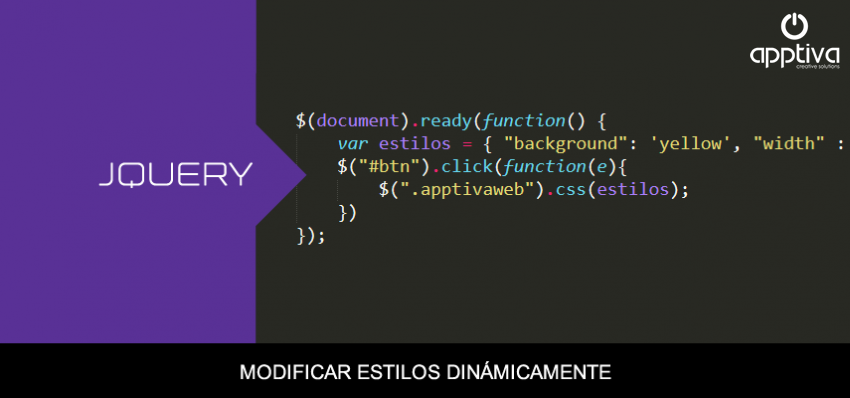 apptiva
creative solutions
JQUERY
$(document).ready(function() {
var estilos = { "background": 'yellow', "width" :
$("#btn").click(function(e){
$(".apptivaweb").css(estilos);
})
});
MODIFICAR ESTILOS DINÁMICAMENTE